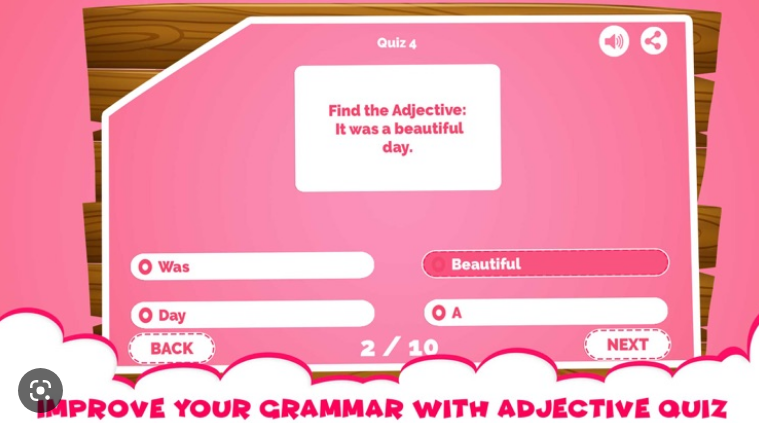 Quiz 4
Find the Adjective:
It was a beautiful
day.
Was
Beautiful
Day
A
BACK
2 / 10
NEXT
IMPROVE YOUR GRAMMAR WITH ADJECTIVE QUIZ